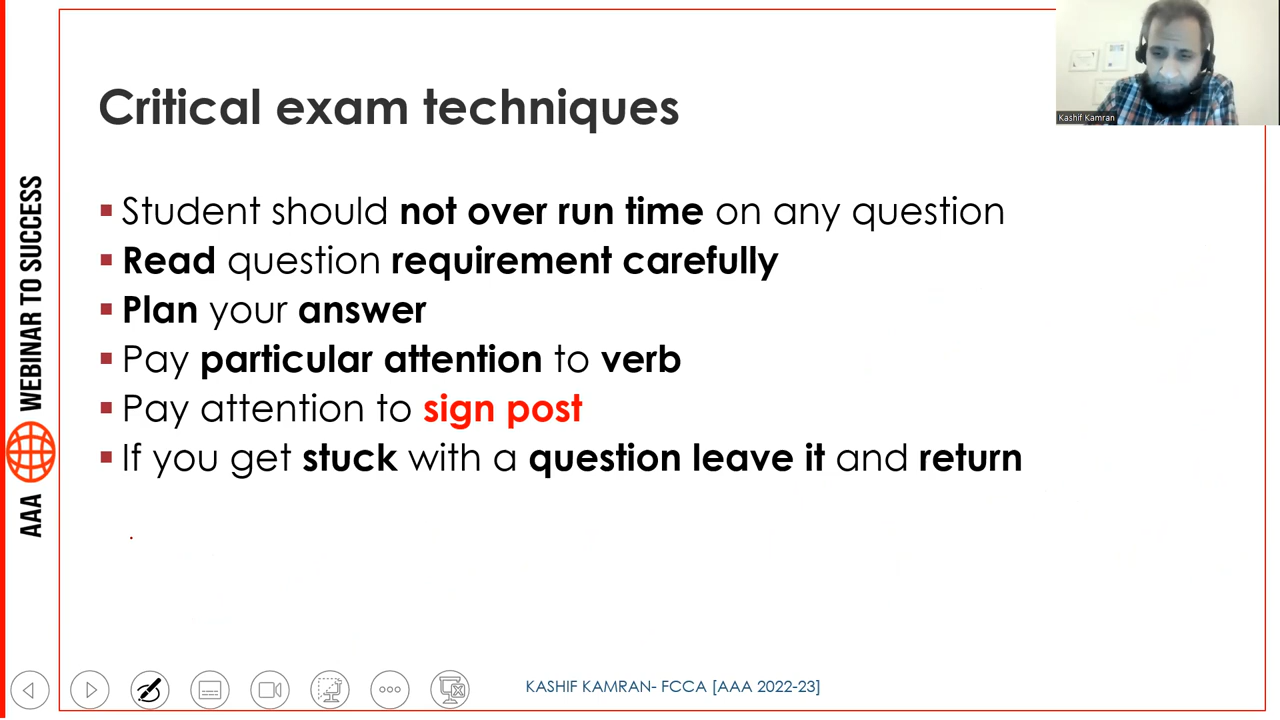 Kashif Kamran
Critical exam techniques
Student should not over run time on any question
Read question requirement carefully
Plan your answer
Pay particular attention to verb
Pay attention to sign post
If you get stuck with a question leave it and return
AAA WEBINAR TO SUCCESS
KASHIF KAMRAN- FCCA [AAA 2022-23]